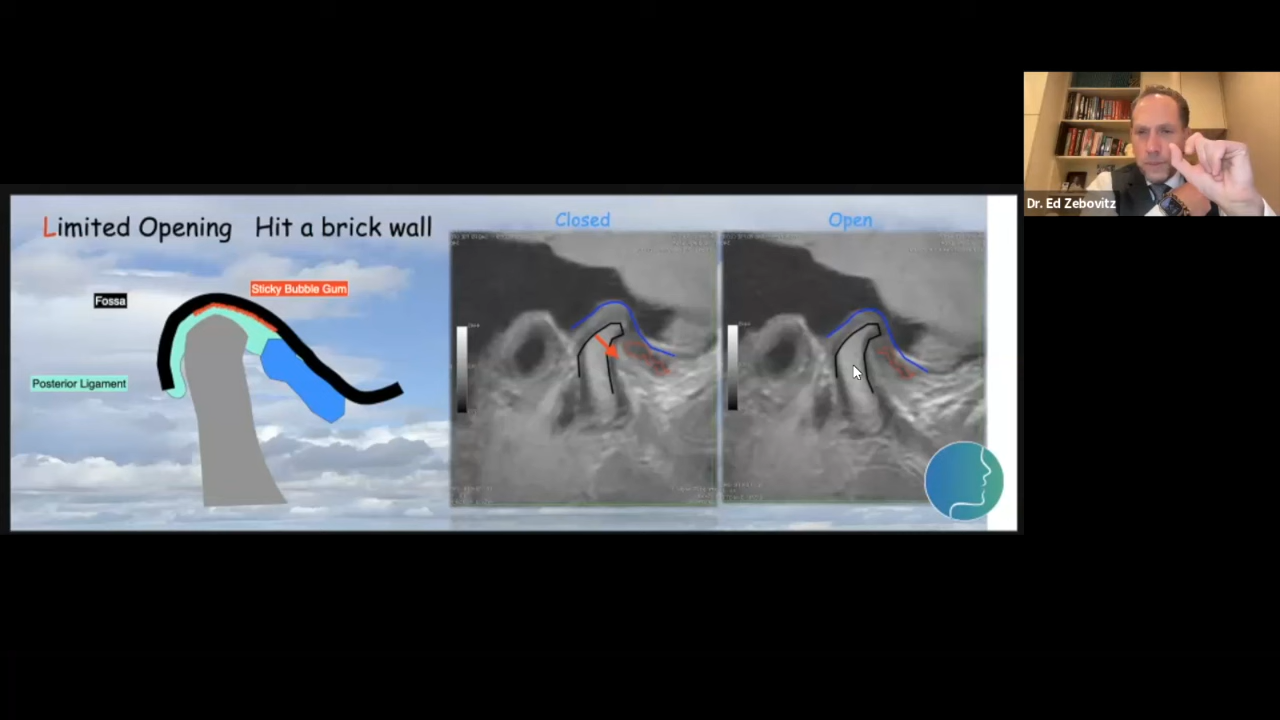 Limited Opening Hit a brick wall
Closed
Open
Sticky Bubble Gum
Fossa
Posterior Ligament
Dr. Ed Zebovitz